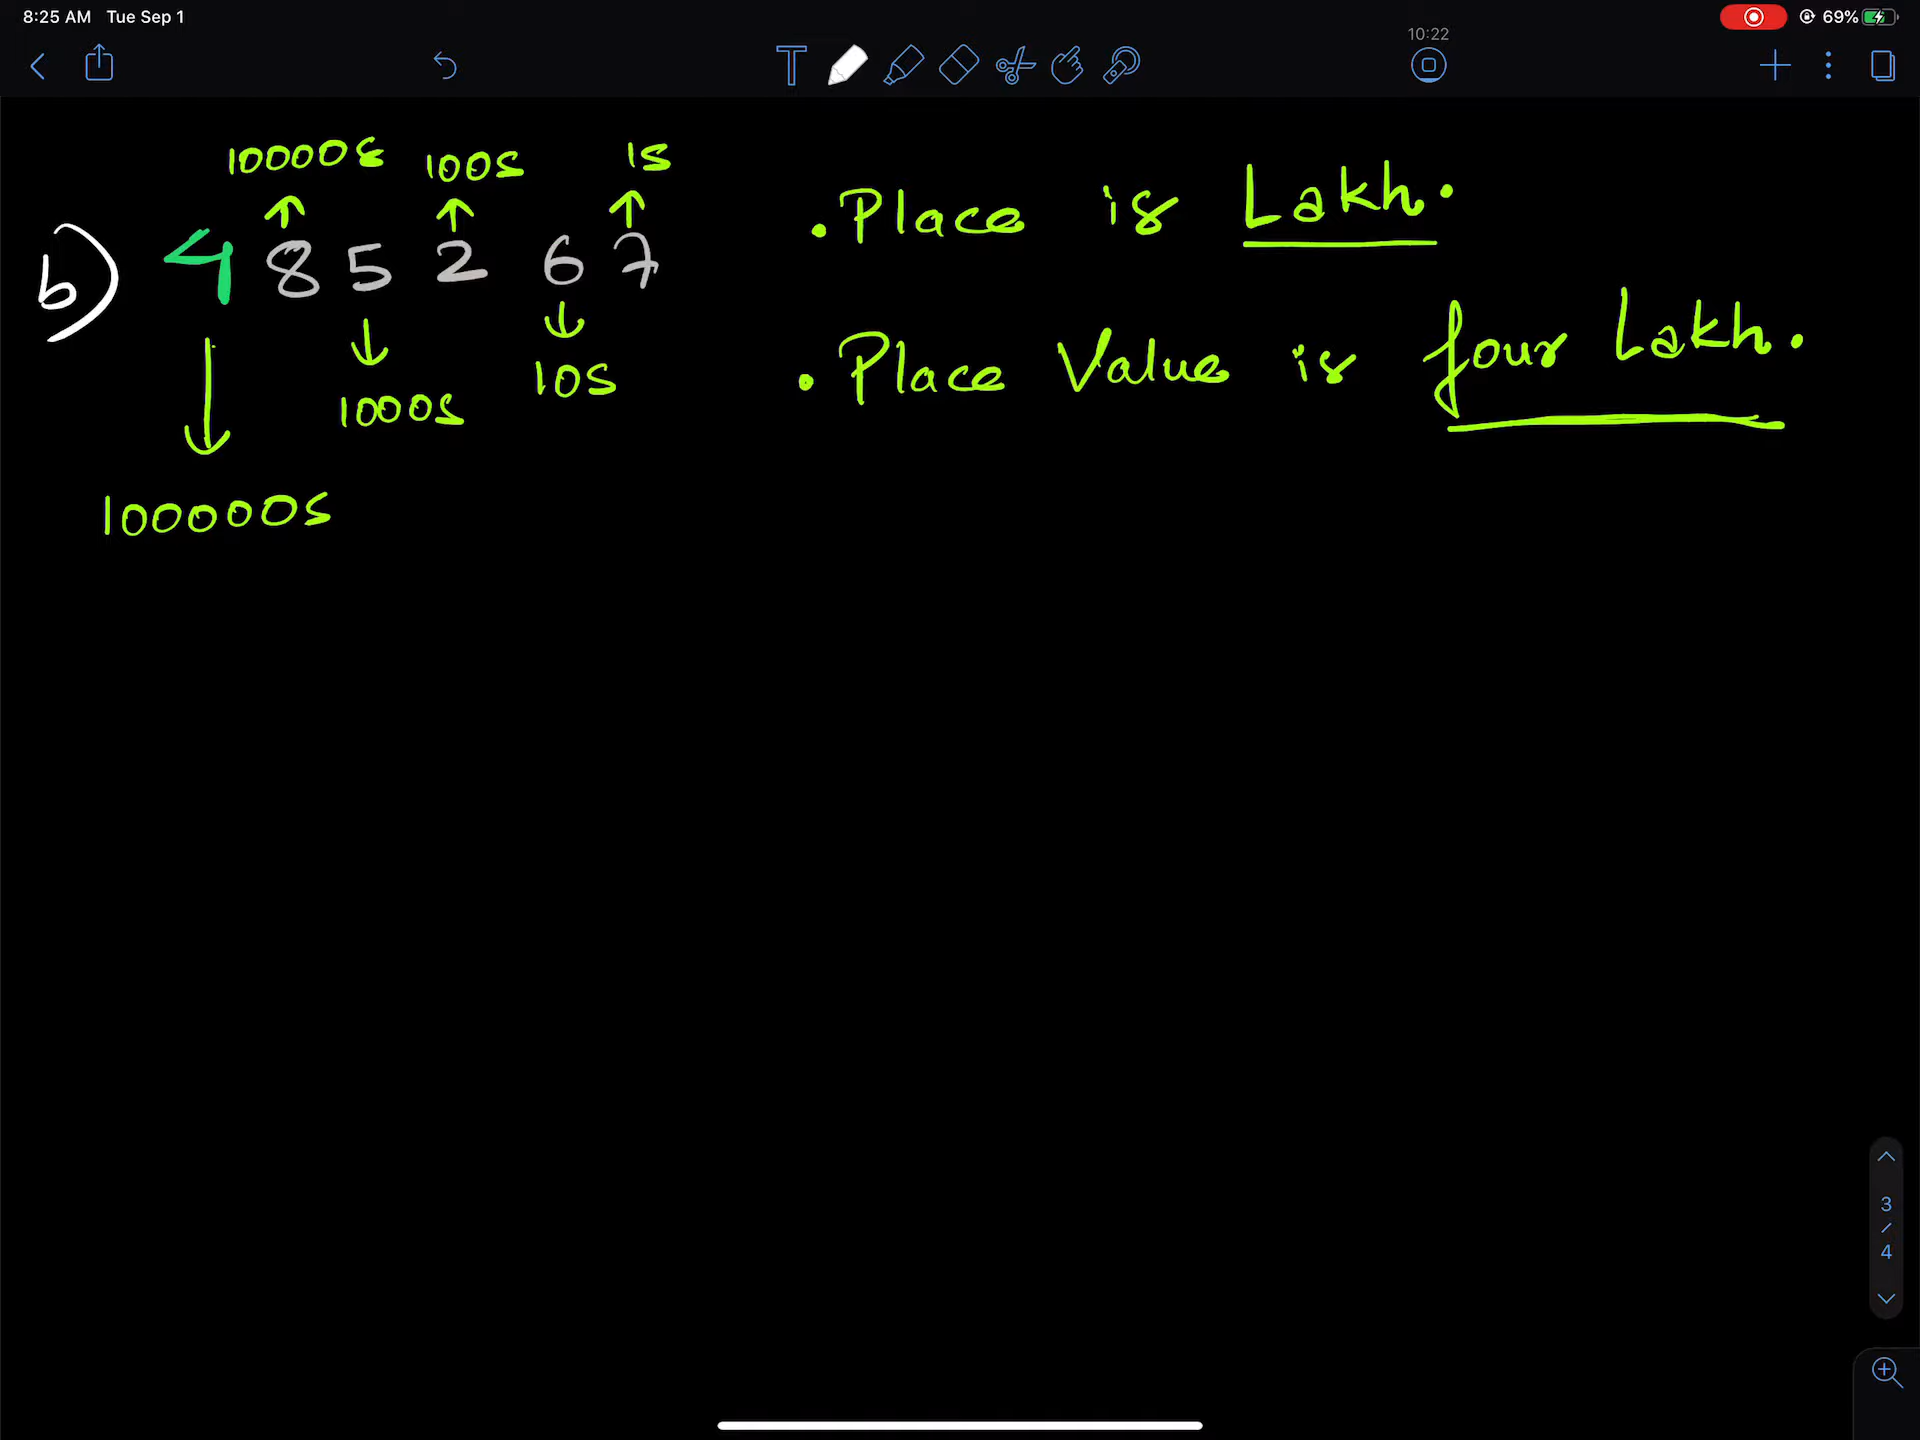 8:25 AM Tue Sep 1
69%
10:22
10000s 100s 1s
b) 4 8 5 2 6 7
1000s 10s
100000s
. Place is Lakh.
. Place Value is four Lakh.
3
/
4